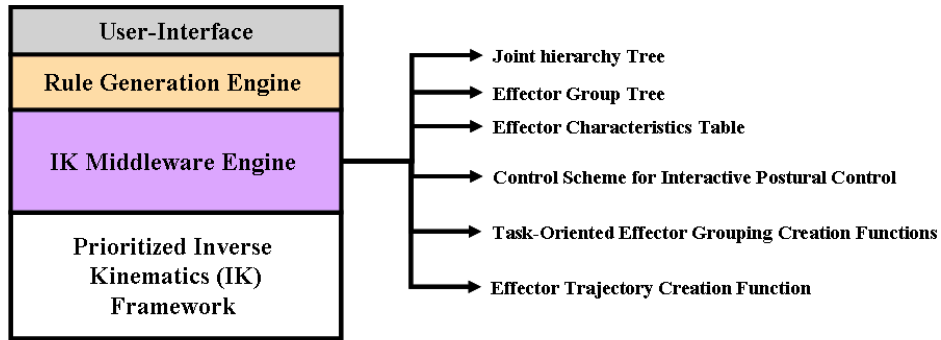 User-Interface
Rule Generation Engine
IK Middleware Engine
Prioritized Inverse
Kinematics (IK)
Framework
Joint hierarchy Tree
Effector Group Tree
Effector Characteristics Table
Control Scheme for Interactive Postural Control
Task-Oriented Effector Grouping Creation Functions
Effector Trajectory Creation Function